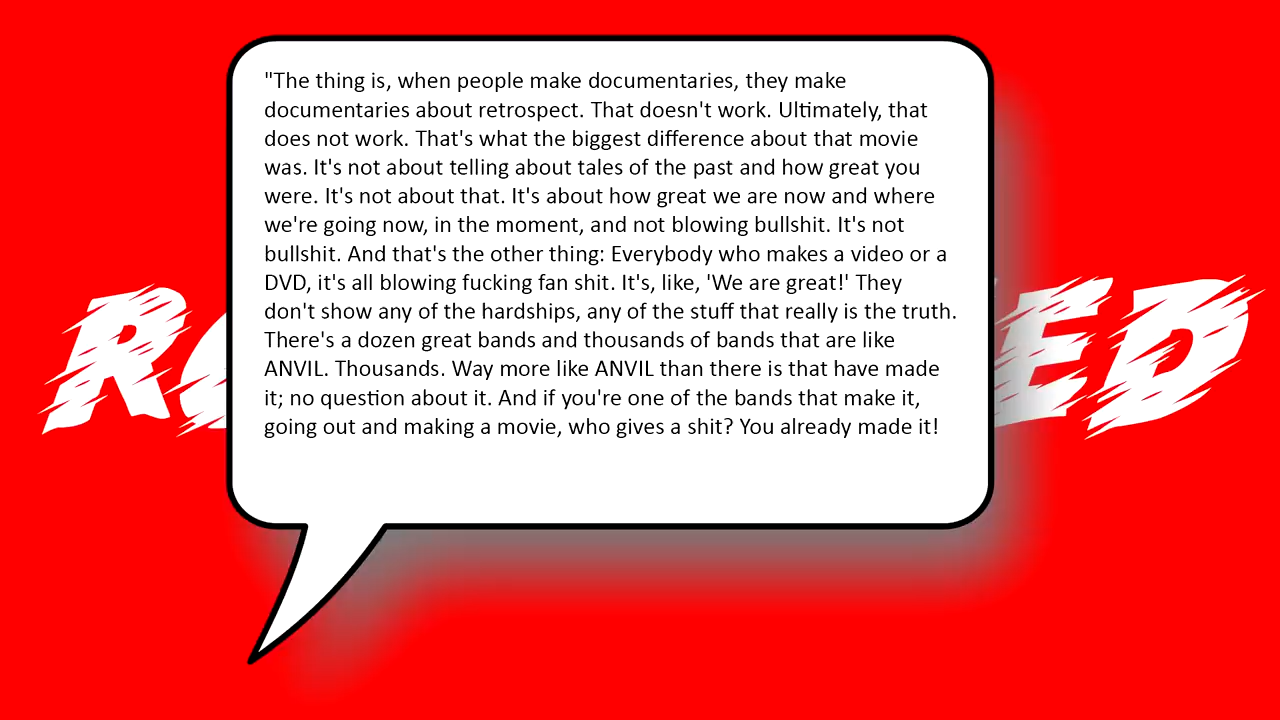 "The thing is, when people make documentaries, they make
documentaries about retrospect. That doesn't work. Ultimately, that
does not work. That's what the biggest difference about that movie
was. It's not about telling about tales of the past and how great you
were. It's not about that. It's about how great we are now and where
we're going now, in the moment, and not blowing bullshit. It's not
bullshit. And that's the other thing: Everybody who makes a video or a
DVD, it's all blowing fucking fan shit. It's, like, 'We are great!' They
don't show any of the hardships, any of the stuff that really is the truth.
There's a dozen great bands and thousands of bands that are like
ANVIL. Thousands. Way more like ANVIL than there is that have made
it; no question about it. And if you're one of the bands that make it,
going out and making a movie, who gives a shit? You already made it!